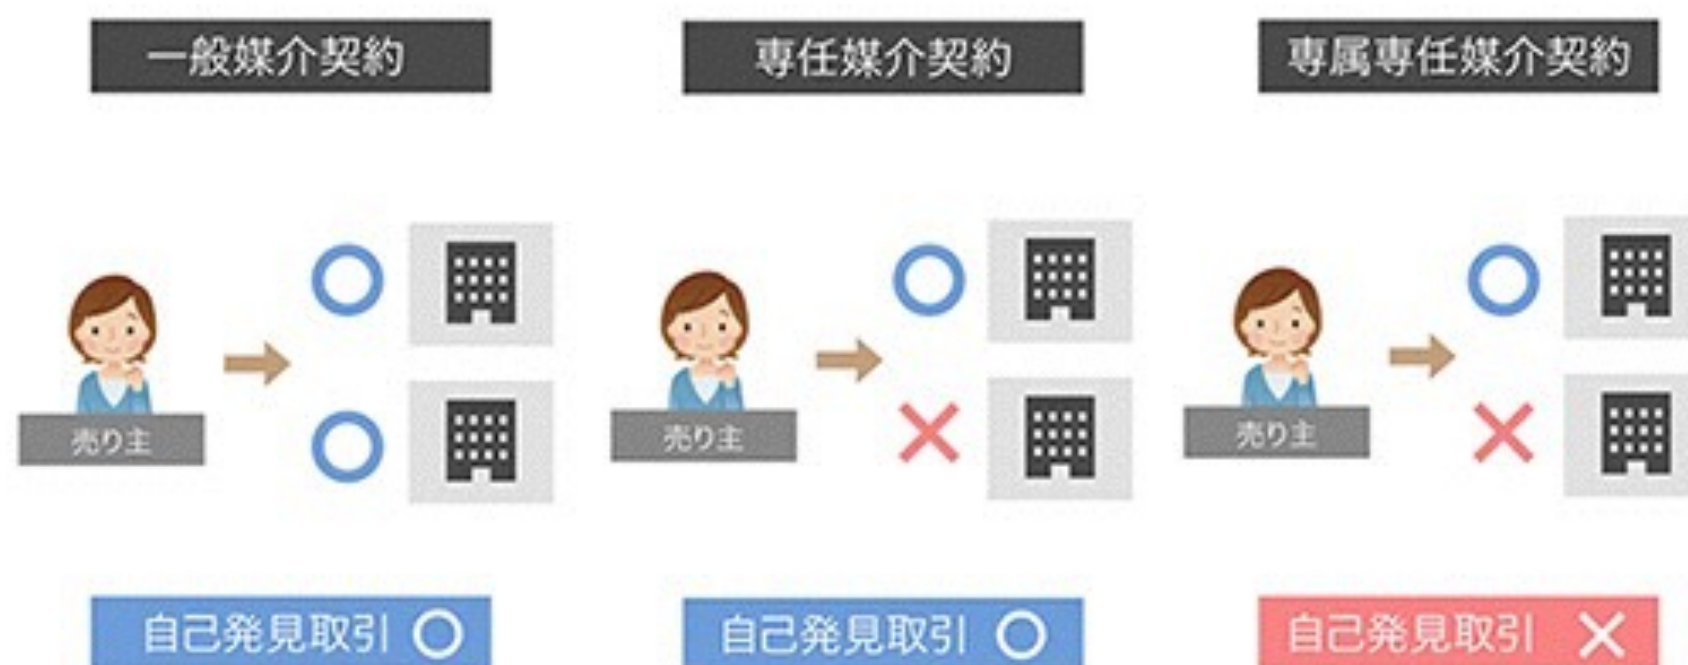 一般媒介契約
専任媒介契約
専属専任媒介契約
売り主
売り主
売り主
自己発見取引 ○
自己発見取引 ○
自己発見取引 ×